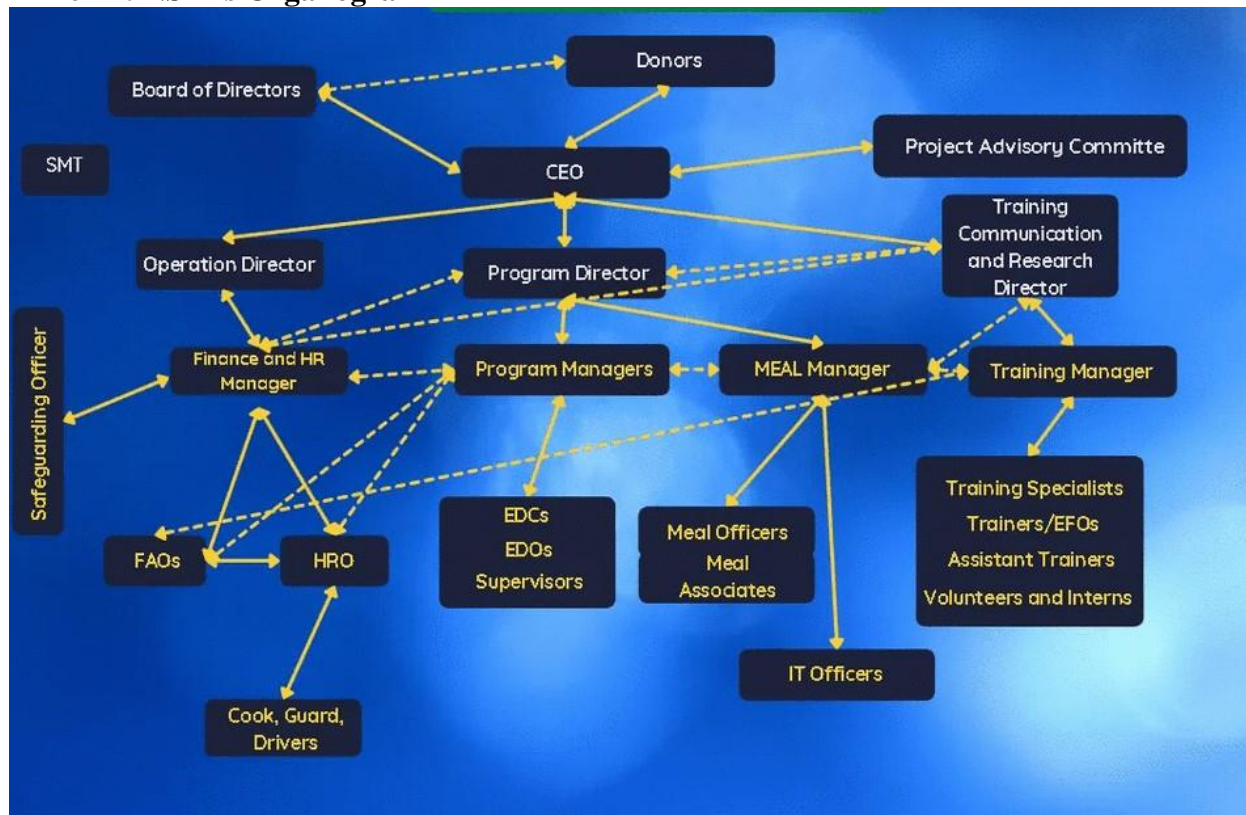 Donors
Board of Directors
Project Advisory Committe
SMT
CEO
Training
Communication
and Research
Director
Operation Director
Program Director
Safeguarding Officer
Finance and HR
Manager
Program Managers
MEAL Manager
Training Manager
FAOs
HRO
EDCs
EDOs
Supervisors
Meal Officers
Meal
Associates
Training Specialists
Trainers/EFOs
Assistant Trainers
Volunteers and Interns
IT Officers
Cook, Guard,
Drivers